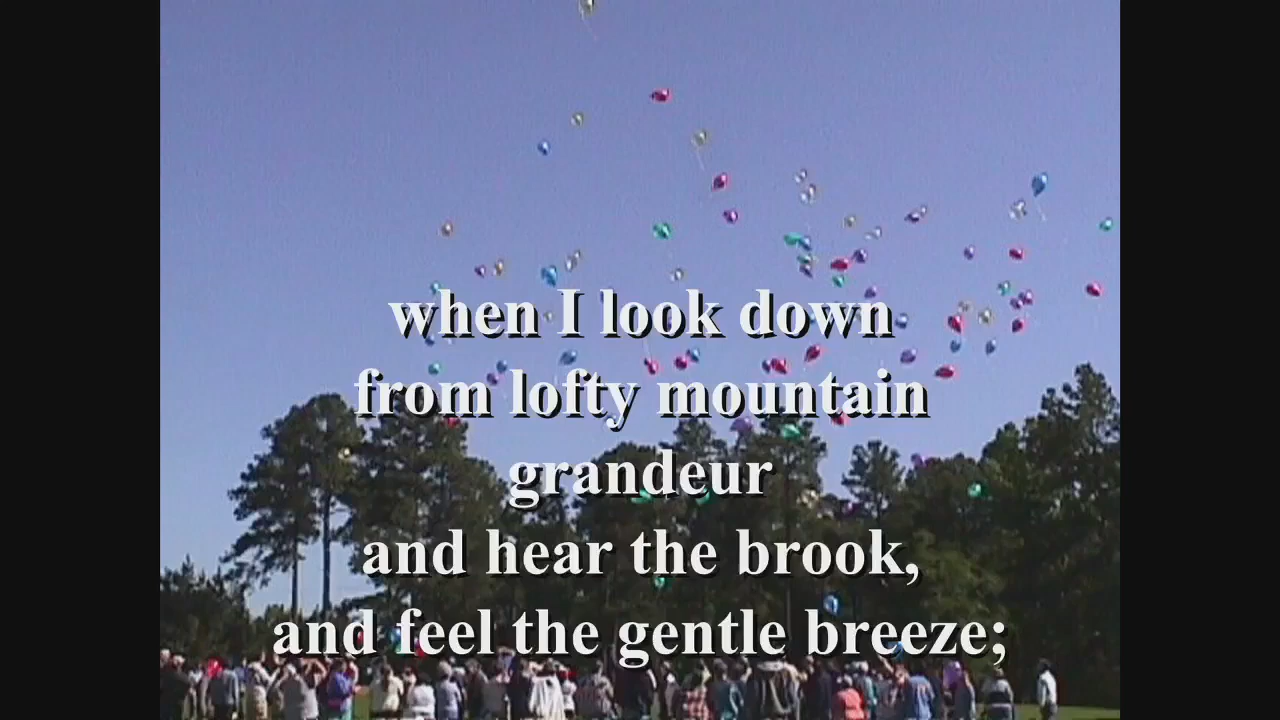 when I look down
from lofty mountain
grandeur
and hear the brook,
and feel the gentle breeze;